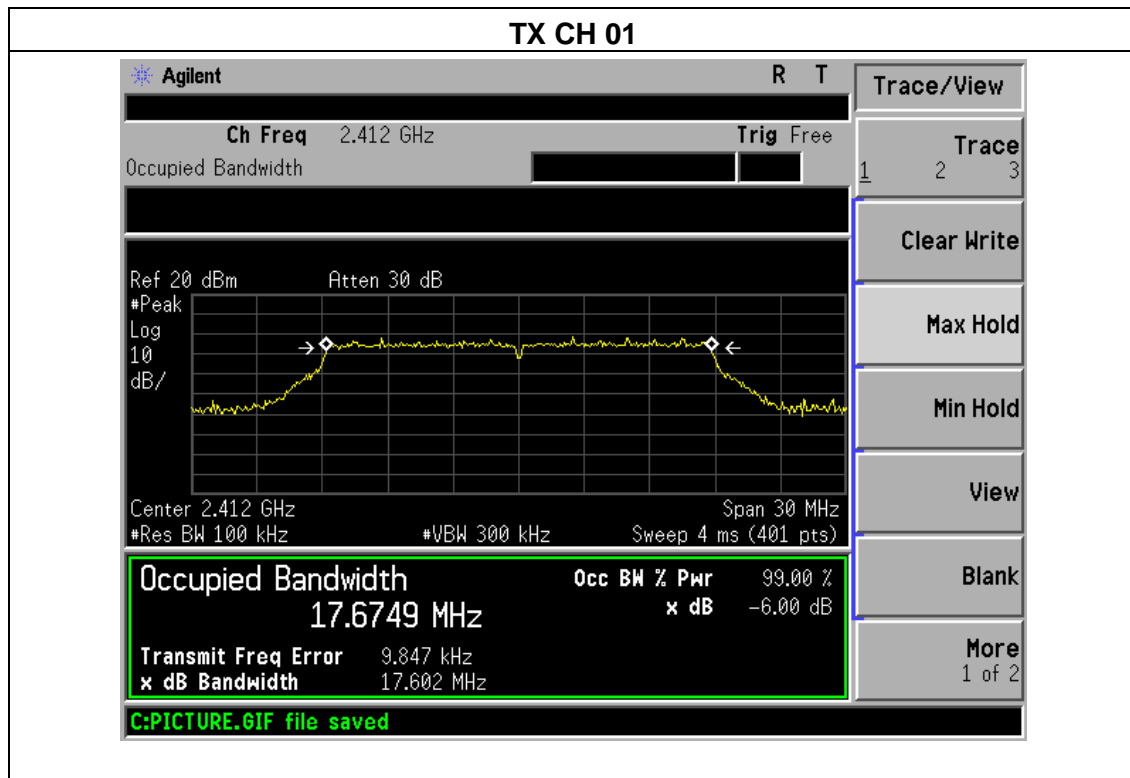 TX CH 01
Agilent R T
Trace/View
Ch Freq 2.412 GHz Trig Free
Occupied Bandwidth
Trace
1 2 3
Clear Write
Max Hold
Min Hold
View
Blank
More
1 of 2
Ref 20 dBm Atten 30 dB
#Peak
Log
10
dB/
Center 2.412 GHz Span 30 MHz
#Res BW 100 kHz #VBW 300 kHz Sweep 4 ms (401 pts)
Occupied Bandwidth Occ BW % Pwr 99.00 %
17.6749 MHz x dB -6.00 dB
Transmit Freq Error 9.847 kHz
x dB Bandwidth 17.602 MHz
C:PICTURE.GIF file saved